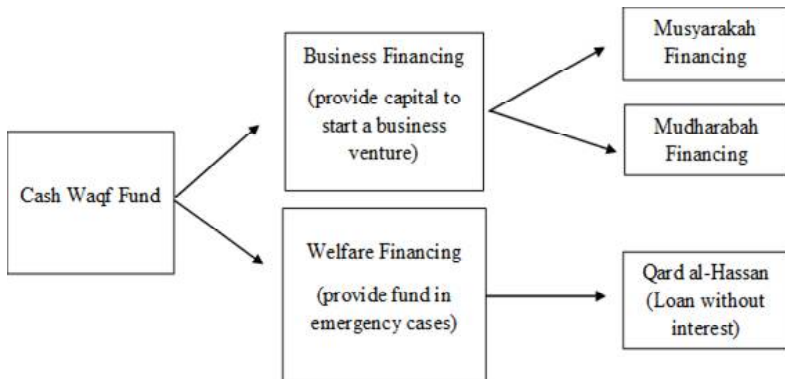 Cash Waqf Fund
Business Financing
(provide capital to
start a business
venture)
Welfare Financing
(provide fund in
emergency cases)
Musyarakah
Financing
Mudharabah
Financing
Qard al-Hassan
(Loan without
interest)